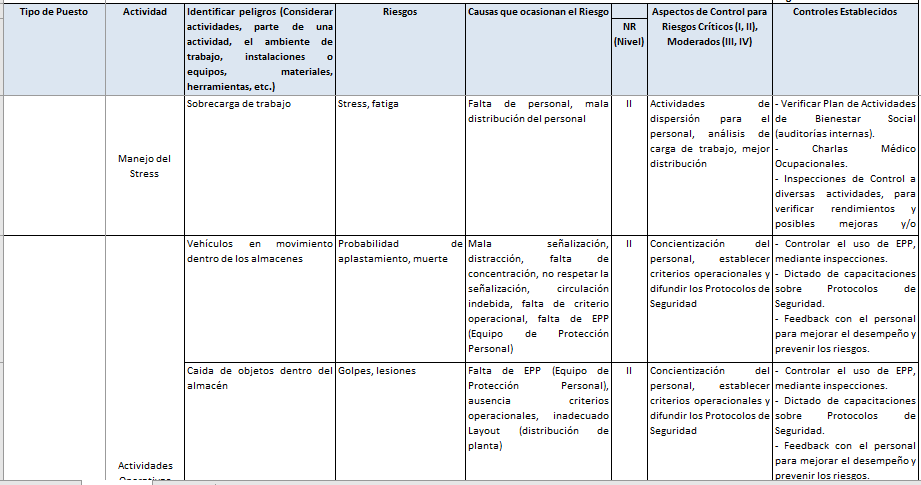 Tipo de Puesto
Actividad
Identificar peligros (Considerar
actividades, parte de una
actividad, el ambiente de
trabajo, instalaciones o
equipos, materiales,
herramientas, etc.)
Riesgos
Causas que ocasionan el Riesgo
NR
(Nivel)
Aspectos de Control para
Riesgos Críticos (I, II),
Moderados (III, IV)
Controles Establecidos
Manejo del
Stress
Sobrecarga de trabajo
Stress, fatiga
Falta de personal, mala
distribución del personal
II
Actividades de
dispersión para el
personal, análisis de
carga de trabajo, mejor
distribución
- Verificar Plan de Actividades
de Bienestar Social
(auditorías internas).
- Charlas Médico
Ocupacionales.
- Inspecciones de Control a
diversas actividades, para
verificar rendimientos y
posibles mejoras y/o
Vehículos en movimiento
dentro de los almacenes
Probabilidad de
aplastamiento, muerte
Mala señalización,
distracción, falta de
concentración, no respetar la
señalización, circulación
indebida, falta de criterio
operacional, falta de EPP
(Equipo de Protección
Personal)
II
Concientización del
personal, establecer
criterios operacionales y
difundir los Protocolos de
Seguridad
- Controlar el uso de EPP,
mediante inspecciones.
- Dictado de capacitaciones
sobre Protocolos de
Seguridad.
- Feedback con el personal
para mejorar el desempeño y
prevenir los riesgos.
Actividades
Caida de objetos dentro del
almacén
Golpes, lesiones
Falta de EPP (Equipo de
Protección Personal),
ausencia criterios
operacionales, inadecuado
Layout (distribución de
planta)
II
Concientización del
personal, establecer
criterios operacionales y
difundir los Protocolos de
Seguridad
- Controlar el uso de EPP,
mediante inspecciones.
- Dictado de capacitaciones
sobre Protocolos de
Seguridad.
- Feedback con el personal
para mejorar el desempeño y
prevenir los riesgos.